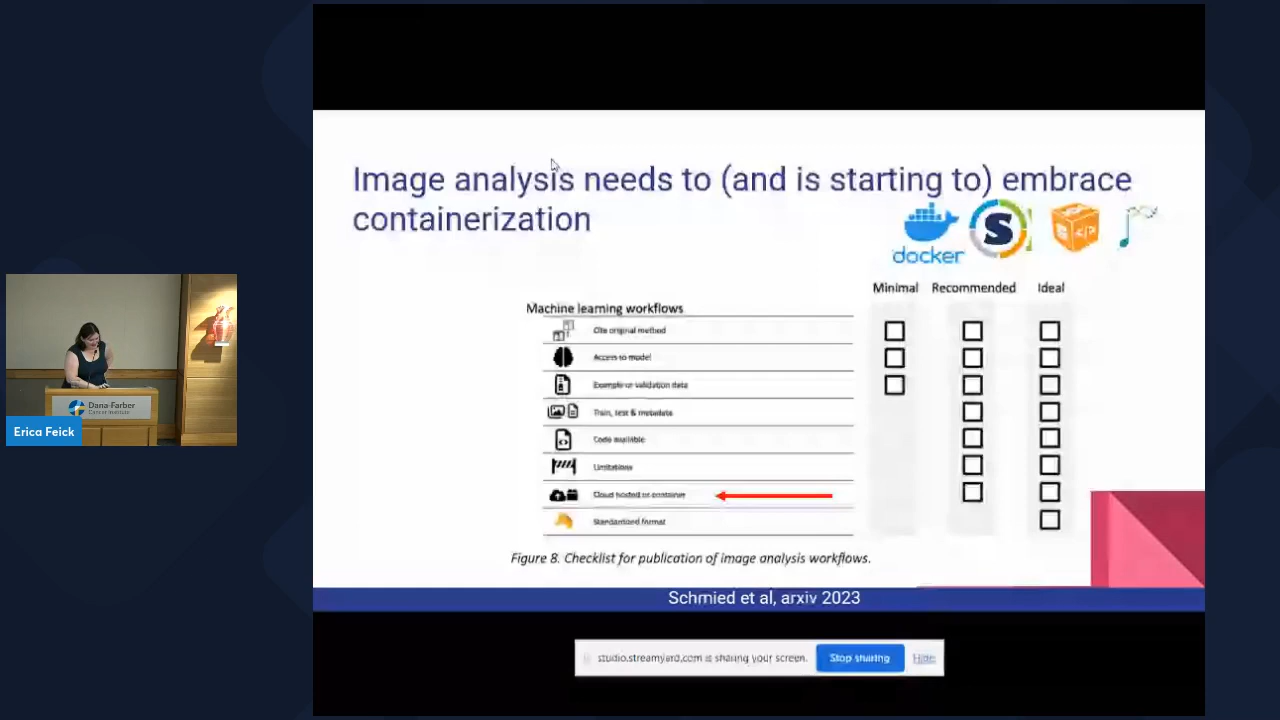 Image analysis needs to (and is starting to) embrace
containerization
docker
S
</>
Minimal Recommended Ideal
Machine learning workflows
Cite original method
Access to model
Example or validation data
Train, test & metadata
Code available
Limitations
Cloud hosted or container
Standardized format
Figure 8. Checklist for publication of image analysis workflows.
Schmied et al, arxiv 2023
Dana-Farber
Cancer Institute
Erica Feick
studio.streamyard.com is sharing your screen.
Stop sharing
Hide